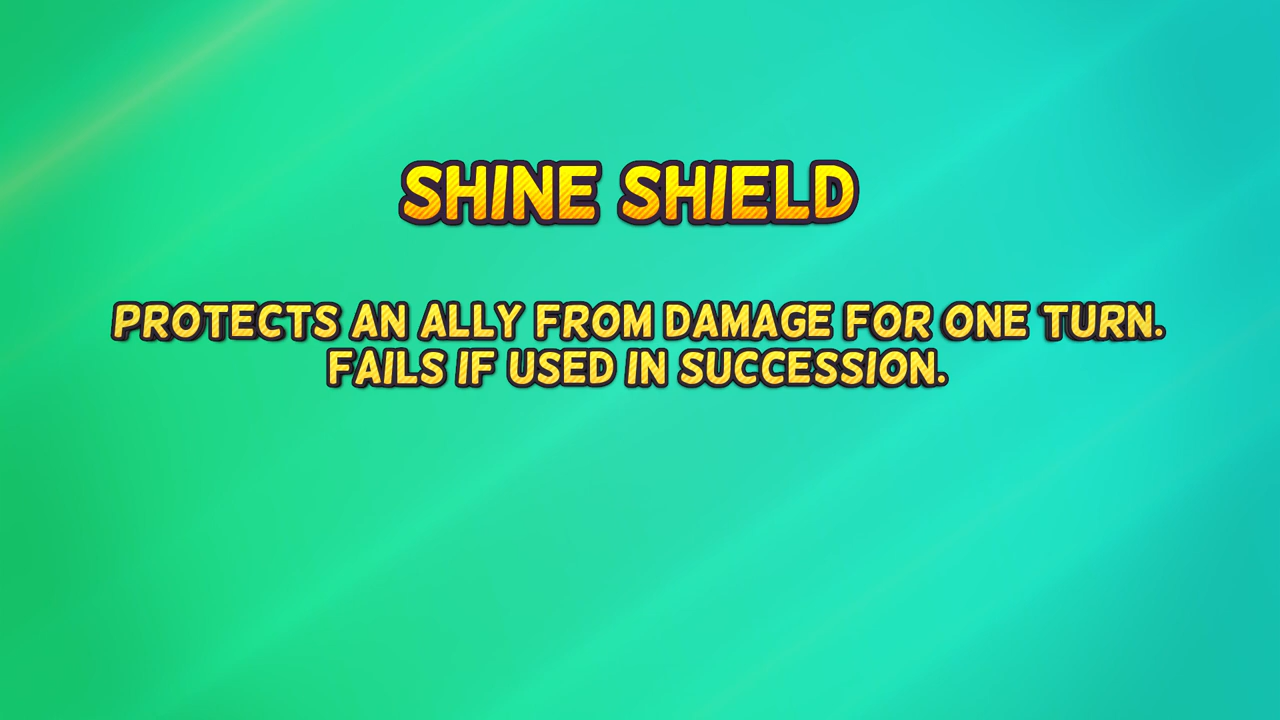 SHINE SHIELD
PROTECTS AN ALLY FROM DAMAGE FOR ONE TURN.
FAILS IF USED IN SUCCESSION.